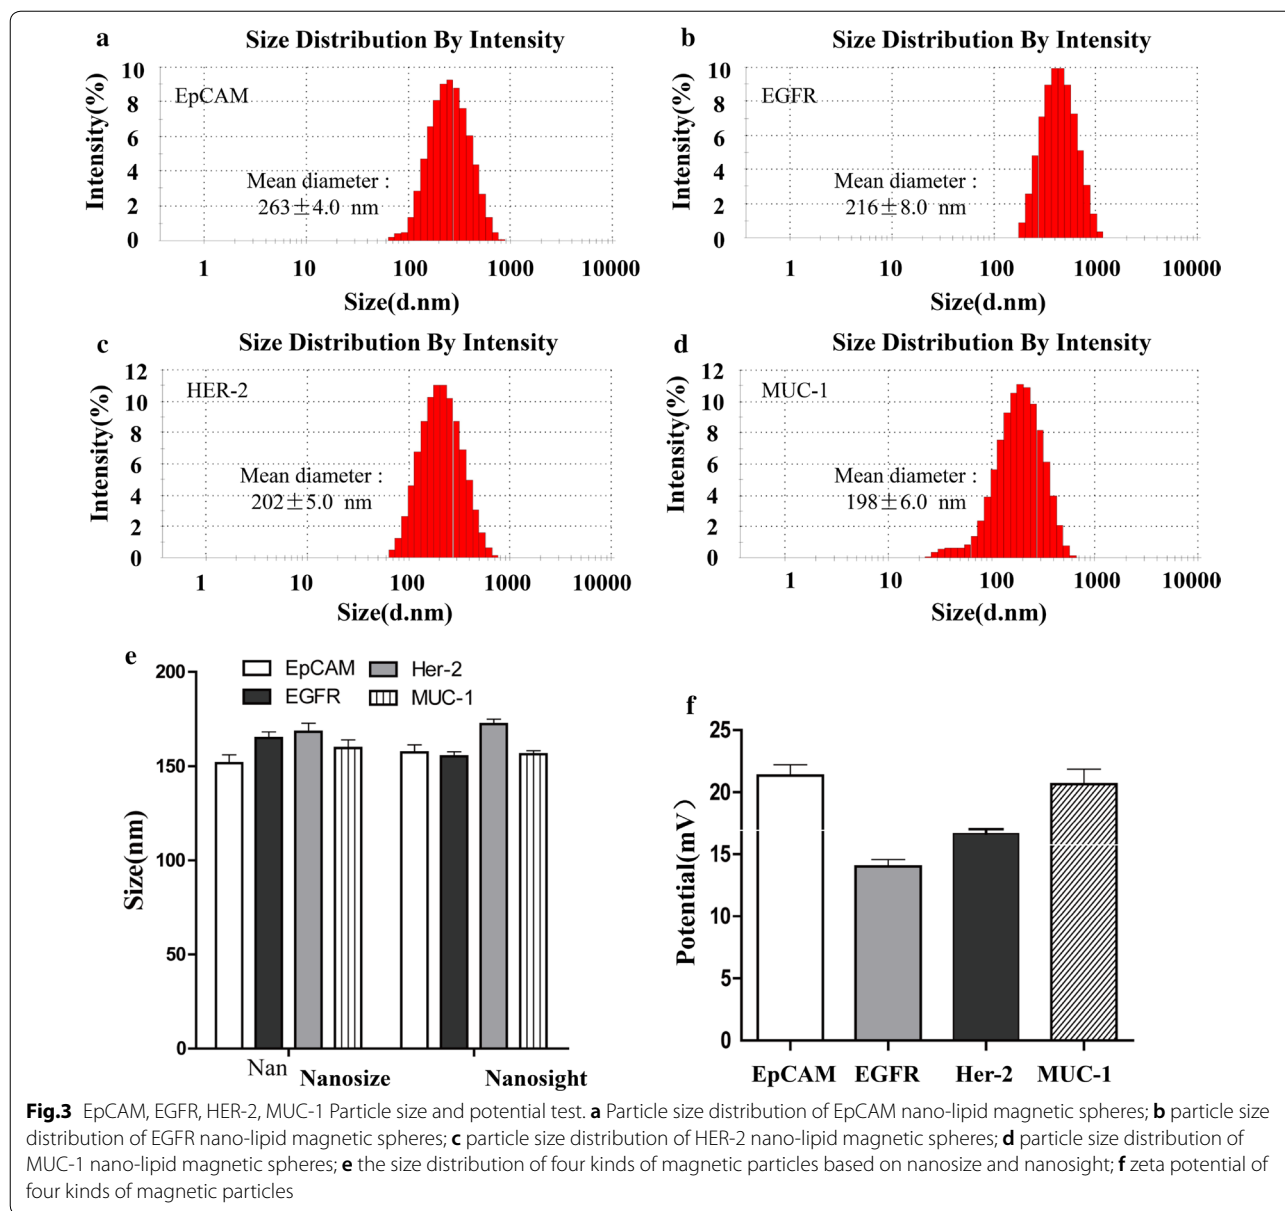 a
Size Distribution By Intensity
Intensity(%)
10
8
6
4
2
0
EpCAM
Mean diameter :
263±4.0 nm
1 10 100 1000 10000
Size(d.nm)
b
Size Distribution By Intensity
Intensity(%)
10
8
6
4
2
0
EGFR
Mean diameter :
216±8.0 nm
1 10 100 1000 10000
Size(d.nm)
c
Size Distribution By Intensity
Intensity(%)
12
10
8
6
4
2
0
HER-2
Mean diameter :
202±5.0 nm
1 10 100 1000 10000
Size(d.nm)
d
Size Distribution By Intensity
Intensity(%)
12
10
8
6
4
2
0
MUC-1
Mean diameter :
198±6.0 nm
1 10 100 1000 10000
Size(d.nm)
e
EpCAM Her-2
EGFR MUC-1
Size(nm)
200
150
100
50
0
Nan
Nanosize Nanosight
f
Potential(mV)
25
20
15
10
5
0
EpCAM EGFR Her-2 MUC-1
Fig.3 EpCAM, EGFR, HER-2, MUC-1 Particle size and potential test. a Particle size distribution of EpCAM nano-lipid magnetic spheres; b particle size
distribution of EGFR nano-lipid magnetic spheres; c particle size distribution of HER-2 nano-lipid magnetic spheres; d particle size distribution of
MUC-1 nano-lipid magnetic spheres; e the size distribution of four kinds of magnetic particles based on nanosize and nanosight; f zeta potential of
four kinds of magnetic particles